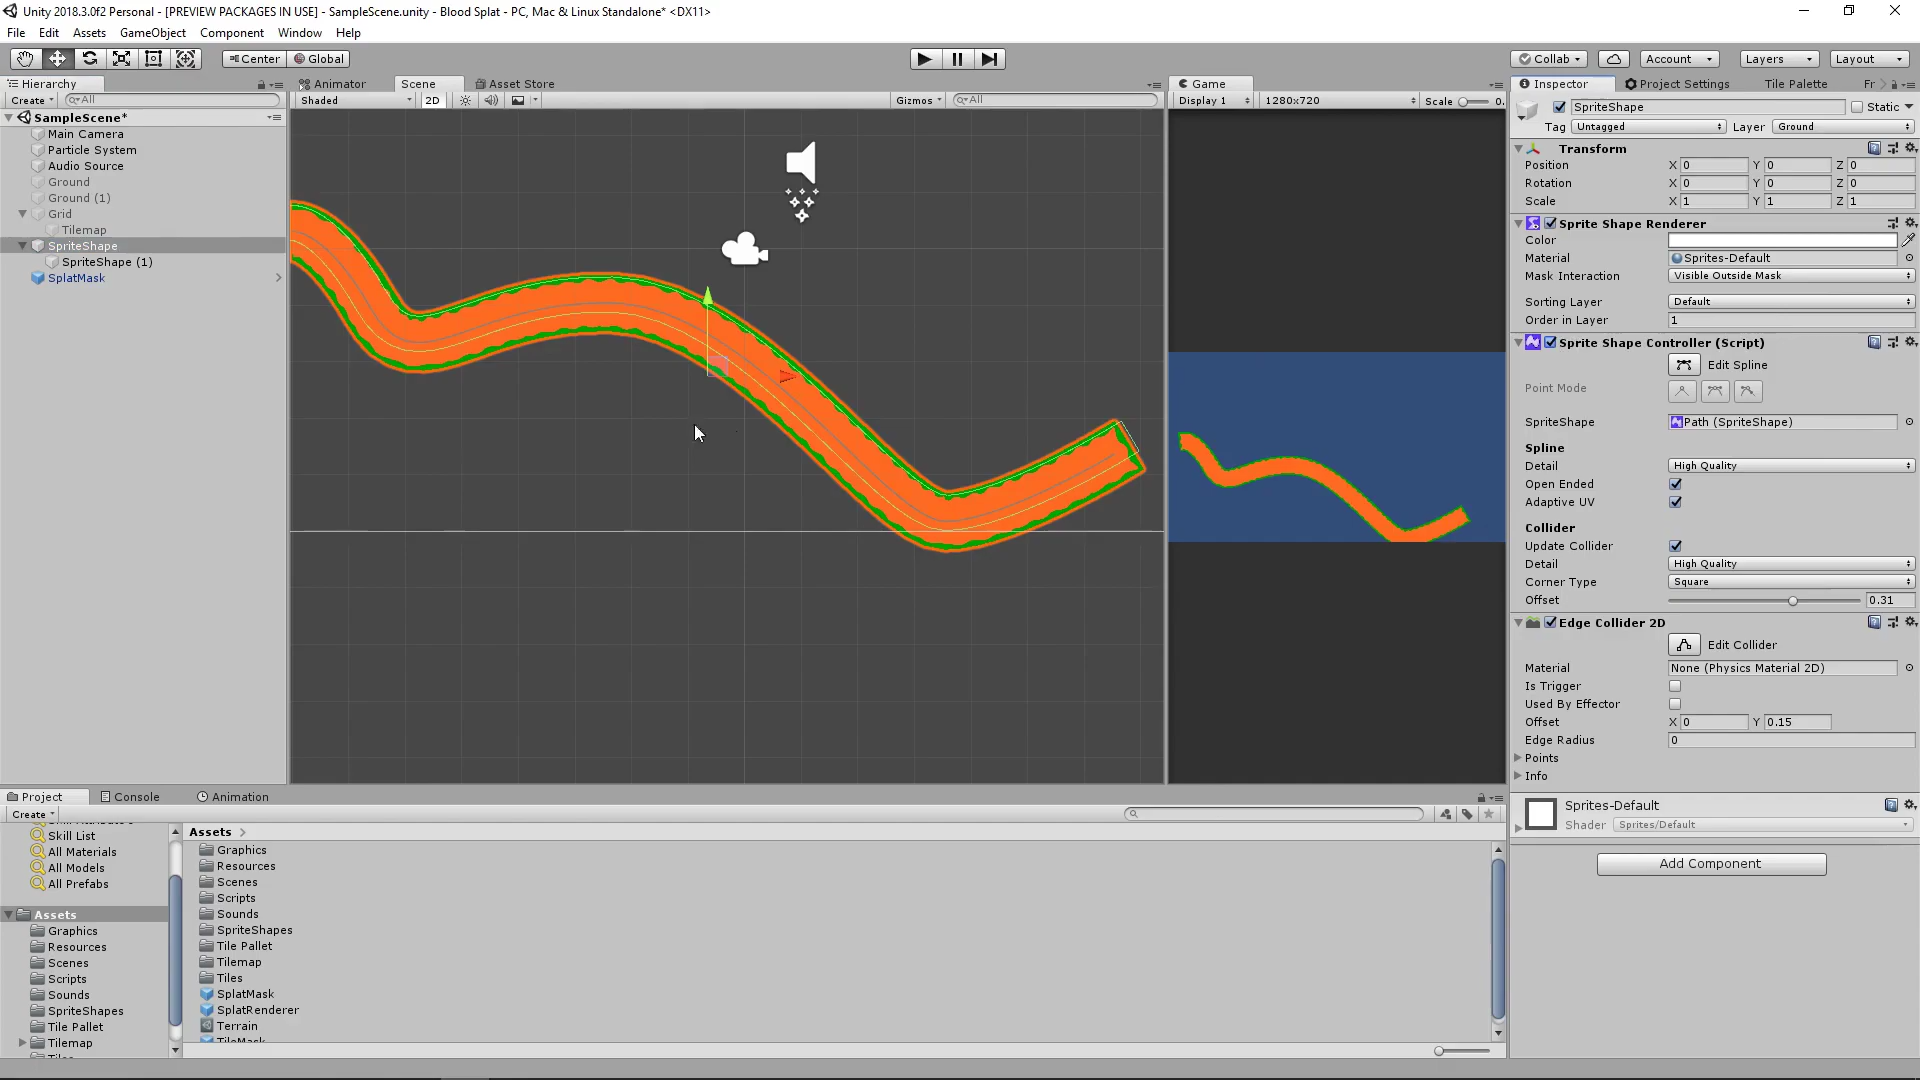 Unity 2018.3.0f2 Personal - [PREVIEW PACKAGES IN USE] - SampleScene.unity - Blood Splat - PC, Mac & Linux Standalone* <DX11>
File Edit Assets GameObject Component Window Help
Center Global Collab Account Layers Layout
Hierarchy Animator Scene Asset Store Game Inspector Project Settings Tile Palette Fr
Create All Shaded 2D Gizmos All Display 1 1280x720 Scale 0.
SampleScene*
Main Camera
Particle System
Audio Source
Ground
Ground (1)
Grid
Tilemap
SpriteShape
SpriteShape (1)
SplatMask
SpriteShape Static
Tag Untagged Layer Ground
Transform
Position X 0 Y 0 Z 0
Rotation X 0 Y 0 Z 0
Scale X 1 Y 1 Z 1
Sprite Shape Renderer
Color
Material Sprites-Default
Mask Interaction Visible Outside Mask
Sorting Layer Default
Order in Layer 1
Sprite Shape Controller (Script)
Edit Spline
Point Mode
SpriteShape Path (SpriteShape)
Spline
Detail High Quality
Open Ended
Adaptive UV
Collider
Update Collider
Detail High Quality
Corner Type Square
Offset 0.31
Edge Collider 2D
Edit Collider
Material None (Physics Material 2D)
Is Trigger
Used By Effector
Offset X 0 Y 0.15
Edge Radius 0
Points
Info
Sprites-Default
Shader Sprites/Default
Add Component
Project Console Animation
Create
Skill List
All Materials
All Models
All Prefabs
Assets
Graphics
Resources
Scenes
Scripts
Sounds
SpriteShapes
Tile Pallet
Tilemap
Assets
Graphics
Resources
Scenes
Scripts
Sounds
SpriteShapes
Tile Pallet
Tilemap
Tiles
SplatMask
SplatRenderer
Terrain
TileMask